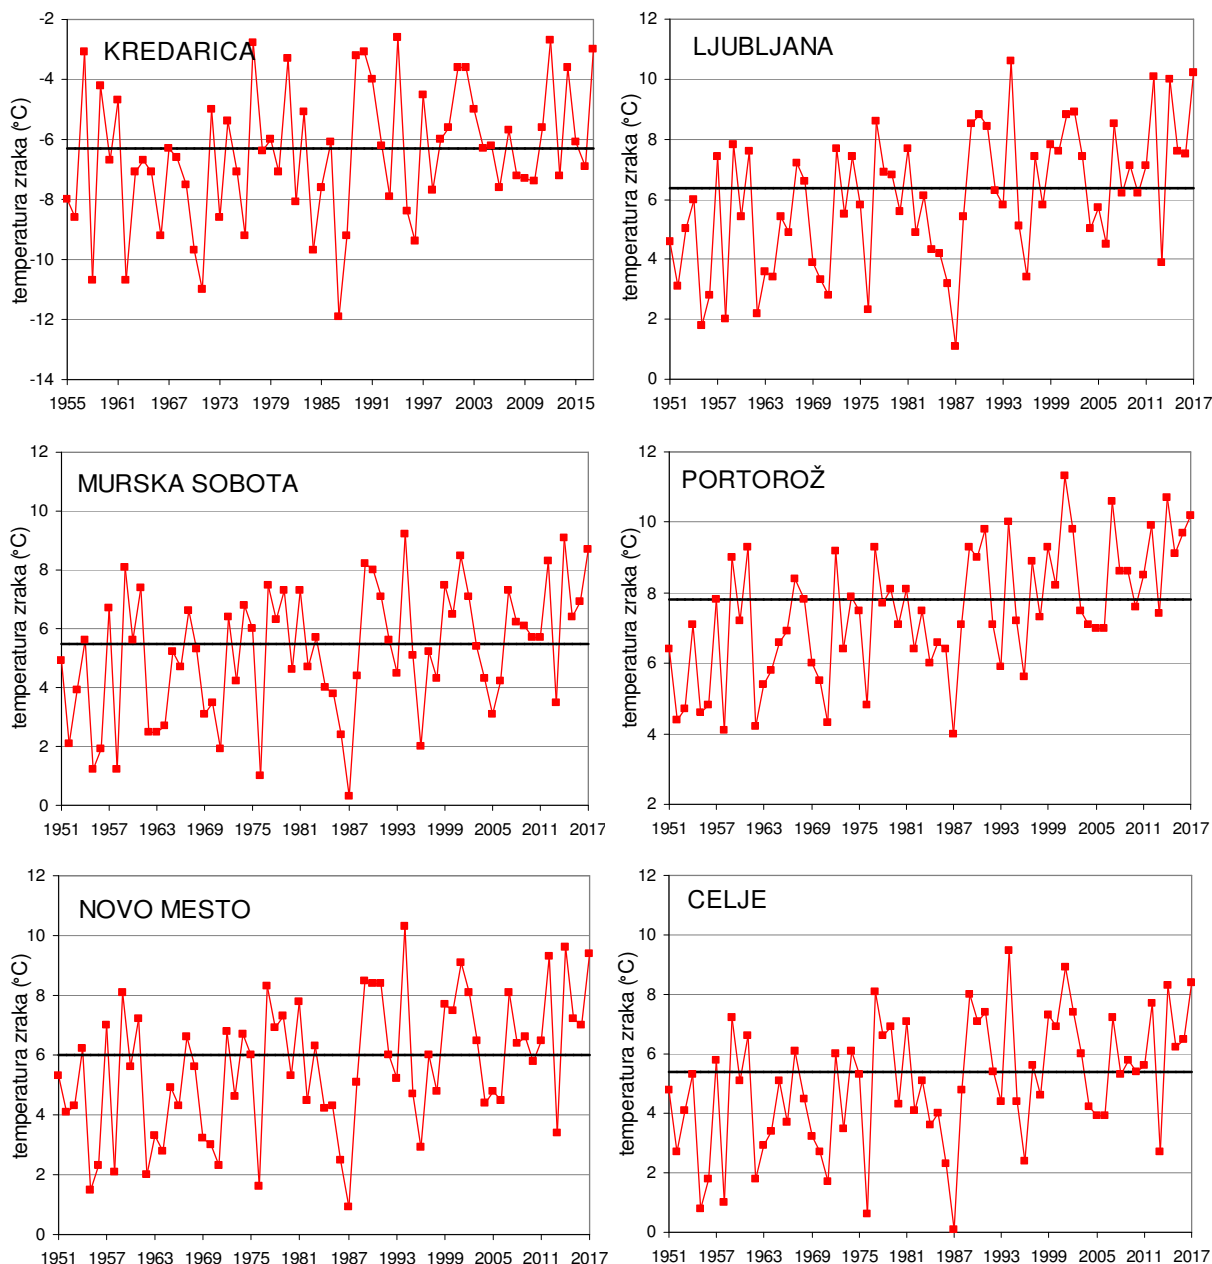 KREDARICA
temperatura zraka (°C)
-2
-4
-6
-8
-10
-12
-14
1955 1961 1967 1973 1979 1985 1991 1997 2003 2009 2015
LJUBLJANA
temperatura zraka (°C)
12
10
8
6
4
2
0
1951 1957 1963 1969 1975 1981 1987 1993 1999 2005 2011 2017
MURSKA SOBOTA
temperatura zraka (°C)
12
10
8
6
4
2
0
1951 1957 1963 1969 1975 1981 1987 1993 1999 2005 2011 2017
PORTOROŽ
temperatura zraka (°C)
12
10
8
6
4
2
1951 1957 1963 1969 1975 1981 1987 1993 1999 2005 2011 2017
NOVO MESTO
temperatura zraka (°C)
12
10
8
6
4
2
0
1951 1957 1963 1969 1975 1981 1987 1993 1999 2005 2011 2017
CELJE
temperatura zraka (°C)
12
10
8
6
4
2
0
1951 1957 1963 1969 1975 1981 1987 1993 1999 2005 2011 2017